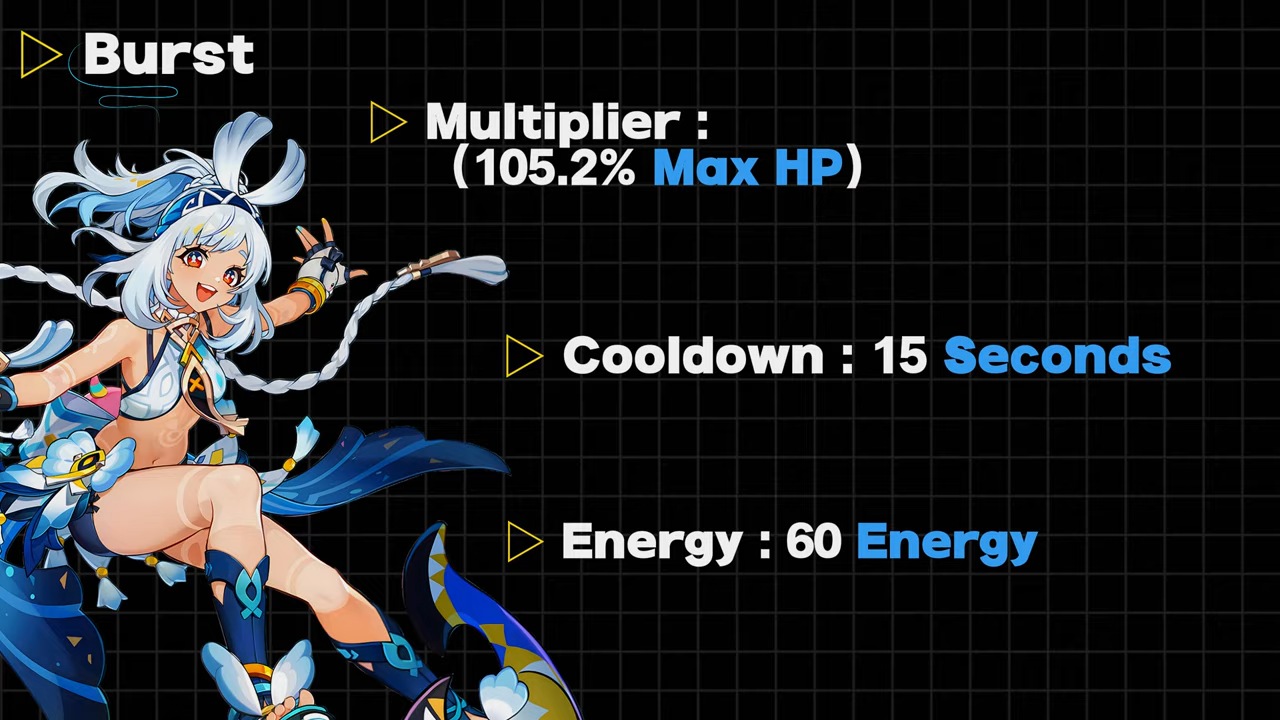 Burst
Multiplier :
(105.2% Max HP)
Cooldown : 15 Seconds
Energy : 60 Energy